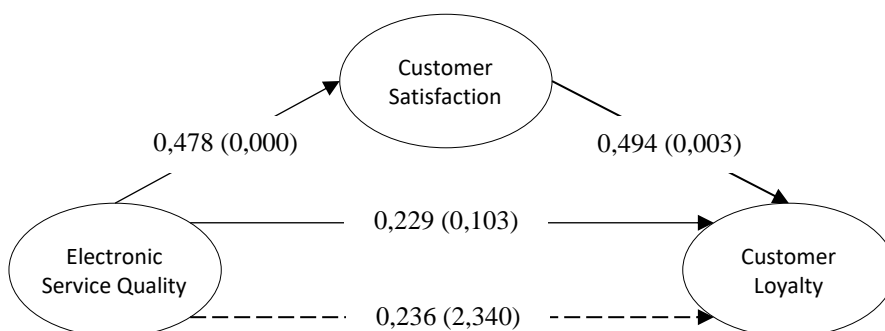 Customer
Satisfaction
0,478 (0,000)
0,494 (0,003)
0,229 (0,103)
Electronic
Service Quality
Customer
Loyalty
0,236 (2,340)